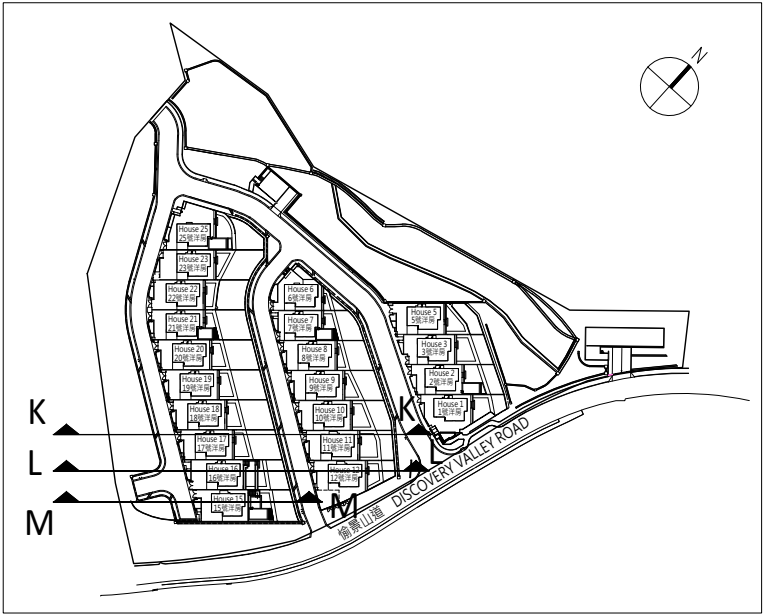 N
House 25
25號洋房
House 23
23號洋房
House 22
22號洋房
House 21
21號洋房
House 20
20號洋房
House 19
19號洋房
House 18
18號洋房
House 17
17號洋房
House 16
16號洋房
House 15
15號洋房
House 6
6號洋房
House 7
7號洋房
House 8
8號洋房
House 9
9號洋房
House 10
10號洋房
House 11
11號洋房
House 12
12號洋房
House 5
5號洋房
House 3
3號洋房
House 2
2號洋房
House 1
1號洋房
K
K
L
L
M
M
愉景山道 DISCOVERY VALLEY ROAD